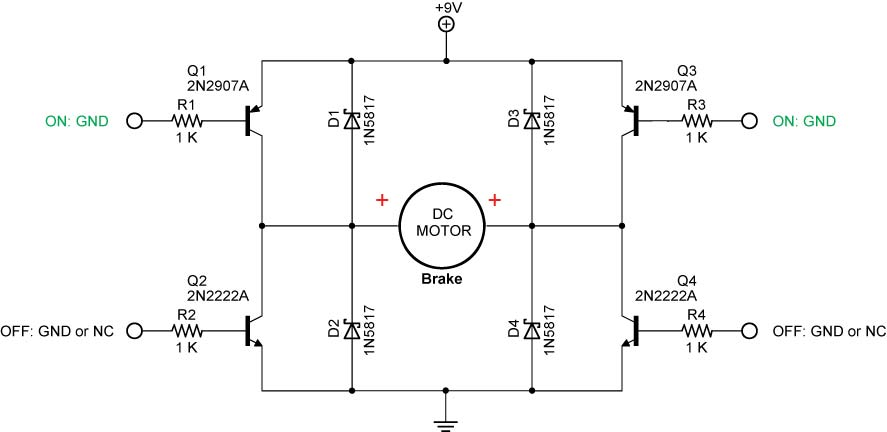 +9V
Q1
2N2907A
R1
1 K
ON: GND
D1
1N5817
D3
1N5817
Q3
2N2907A
R3
1 K
ON: GND
+
+
DC
MOTOR
Brake
Q2
2N2222A
R2
1 K
OFF: GND or NC
D2
1N5817
D4
1N5817
Q4
2N2222A
R4
1 K
OFF: GND or NC